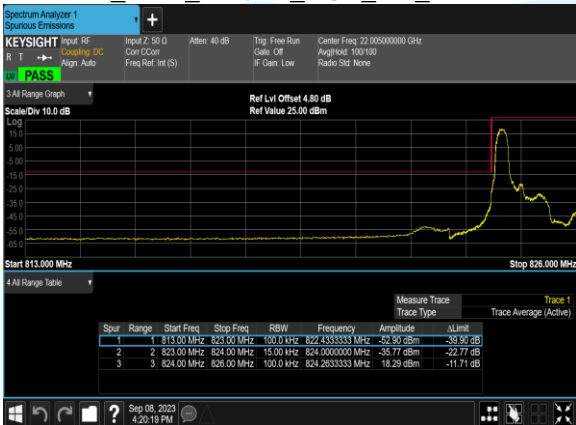 Spectrum Analyzer 1
Spurious Emissions
KEYSIGHT Input: RF Input Z: 50 Ω Atten: 40 dB Trig: Free Run Center Freq: 22.005000000 GHz
R T Coupling: DC Corr CCorr Gate: Off Avg|Hold: 100/100
Align: Auto Freq Ref: Int (S) IF Gain: Low Radio Std: None
PASS
3 All Range Graph
Ref Lvl Offset 4.80 dB
Scale/Div 10.0 dB Ref Value 25.00 dBm
Log
15.0
5.00
-5.00
-15.0
-25.0
-35.0
-45.0
-55.0
-65.0
Start 813.000 MHz Stop 826.000 MHz
4 All Range Table
Measure Trace Trace 1
Trace Type Trace Average (Active)
Spur Range Start Freq Stop Freq RBW Frequency Amplitude ΔLimit
1 1 813.00 MHz 823.00 MHz 100.0 kHz 822.4333333 MHz -52.90 dBm -39.90 dB
2 2 823.00 MHz 824.00 MHz 15.00 kHz 824.0000000 MHz -35.77 dBm -22.77 dB
3 3 824.00 MHz 826.00 MHz 100.0 kHz 824.2633333 MHz 18.29 dBm -11.71 dB
? Sep 08, 2023
4:20:19 PM